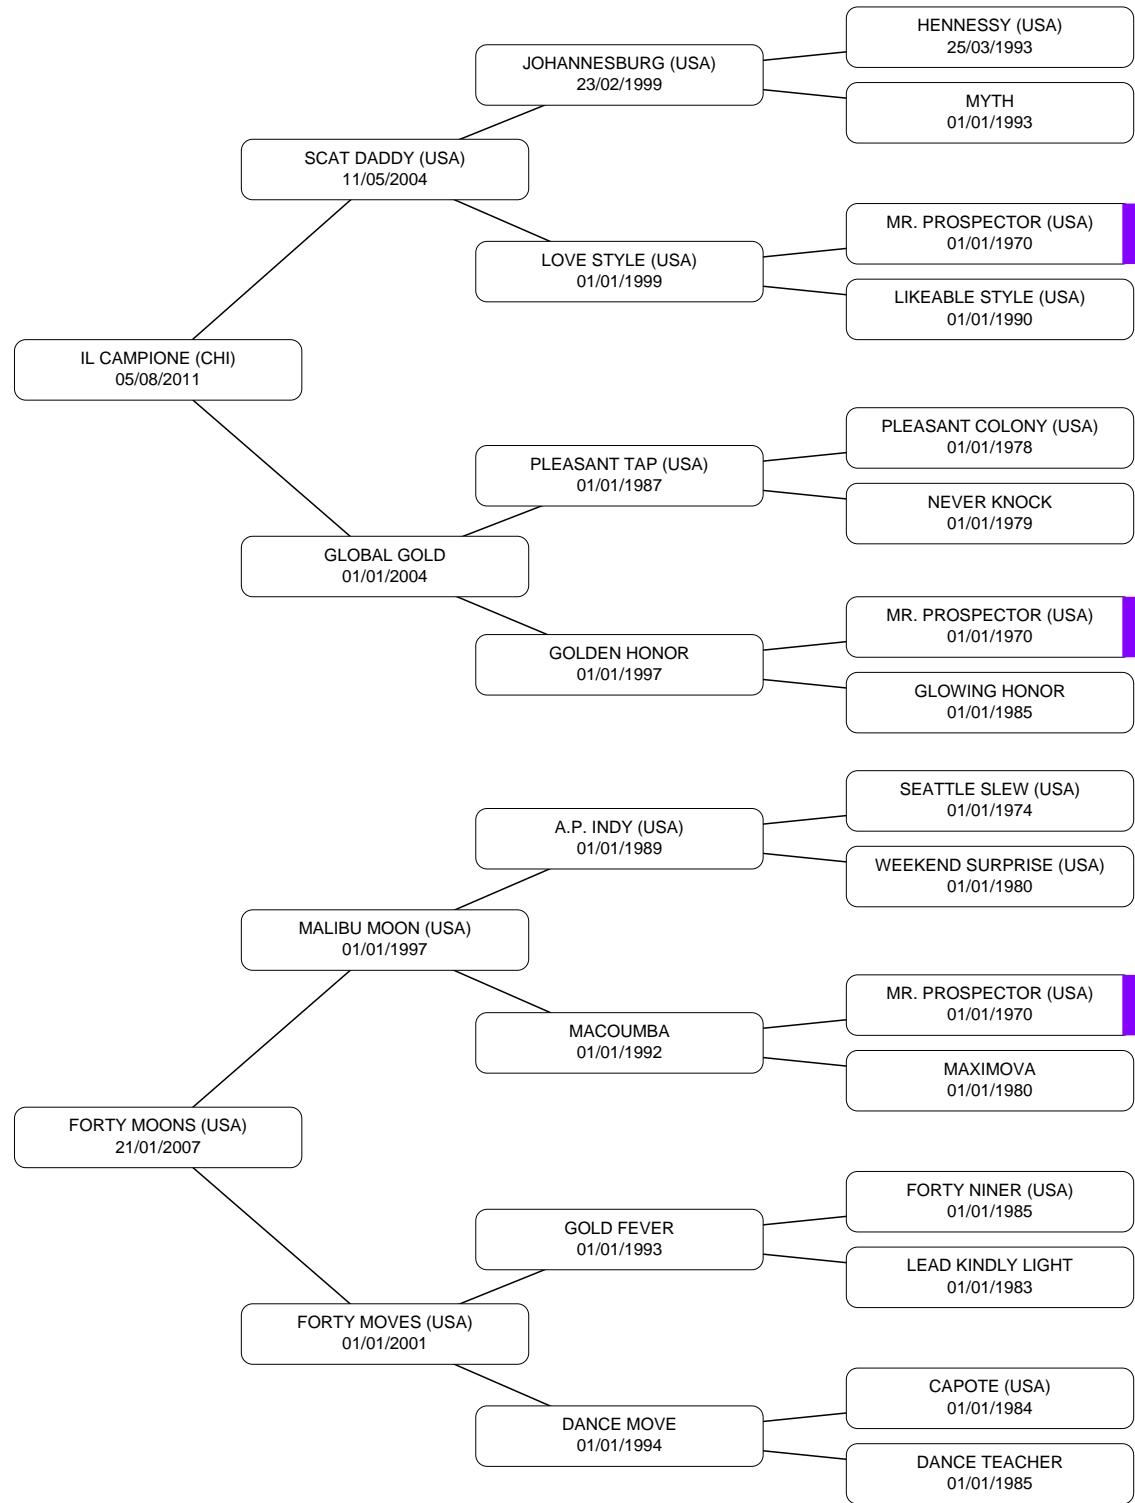 HENNESSY (USA)
25/03/1993
JOHANNESBURG (USA)
23/02/1999
MYTH
01/01/1993
SCAT DADDY (USA)
11/05/2004
MR. PROSPECTOR (USA)
01/01/1970
LOVE STYLE (USA)
01/01/1999
LIKEABLE STYLE (USA)
01/01/1990
IL CAMPIONE (CHI)
05/08/2011
PLEASANT COLONY (USA)
01/01/1978
PLEASANT TAP (USA)
01/01/1987
NEVER KNOCK
01/01/1979
GLOBAL GOLD
01/01/2004
MR. PROSPECTOR (USA)
01/01/1970
GOLDEN HONOR
01/01/1997
GLOWING HONOR
01/01/1985
SEATTLE SLEW (USA)
01/01/1974
A.P. INDY (USA)
01/01/1989
WEEKEND SURPRISE (USA)
01/01/1980
MALIBU MOON (USA)
01/01/1997
MR. PROSPECTOR (USA)
01/01/1970
MACOUMBA
01/01/1992
MAXIMOVA
01/01/1980
FORTY MOONS (USA)
21/01/2007
FORTY NINER (USA)
01/01/1985
GOLD FEVER
01/01/1993
LEAD KINDLY LIGHT
01/01/1983
FORTY MOVES (USA)
01/01/2001
CAPOTE (USA)
01/01/1984
DANCE MOVE
01/01/1994
DANCE TEACHER
01/01/1985